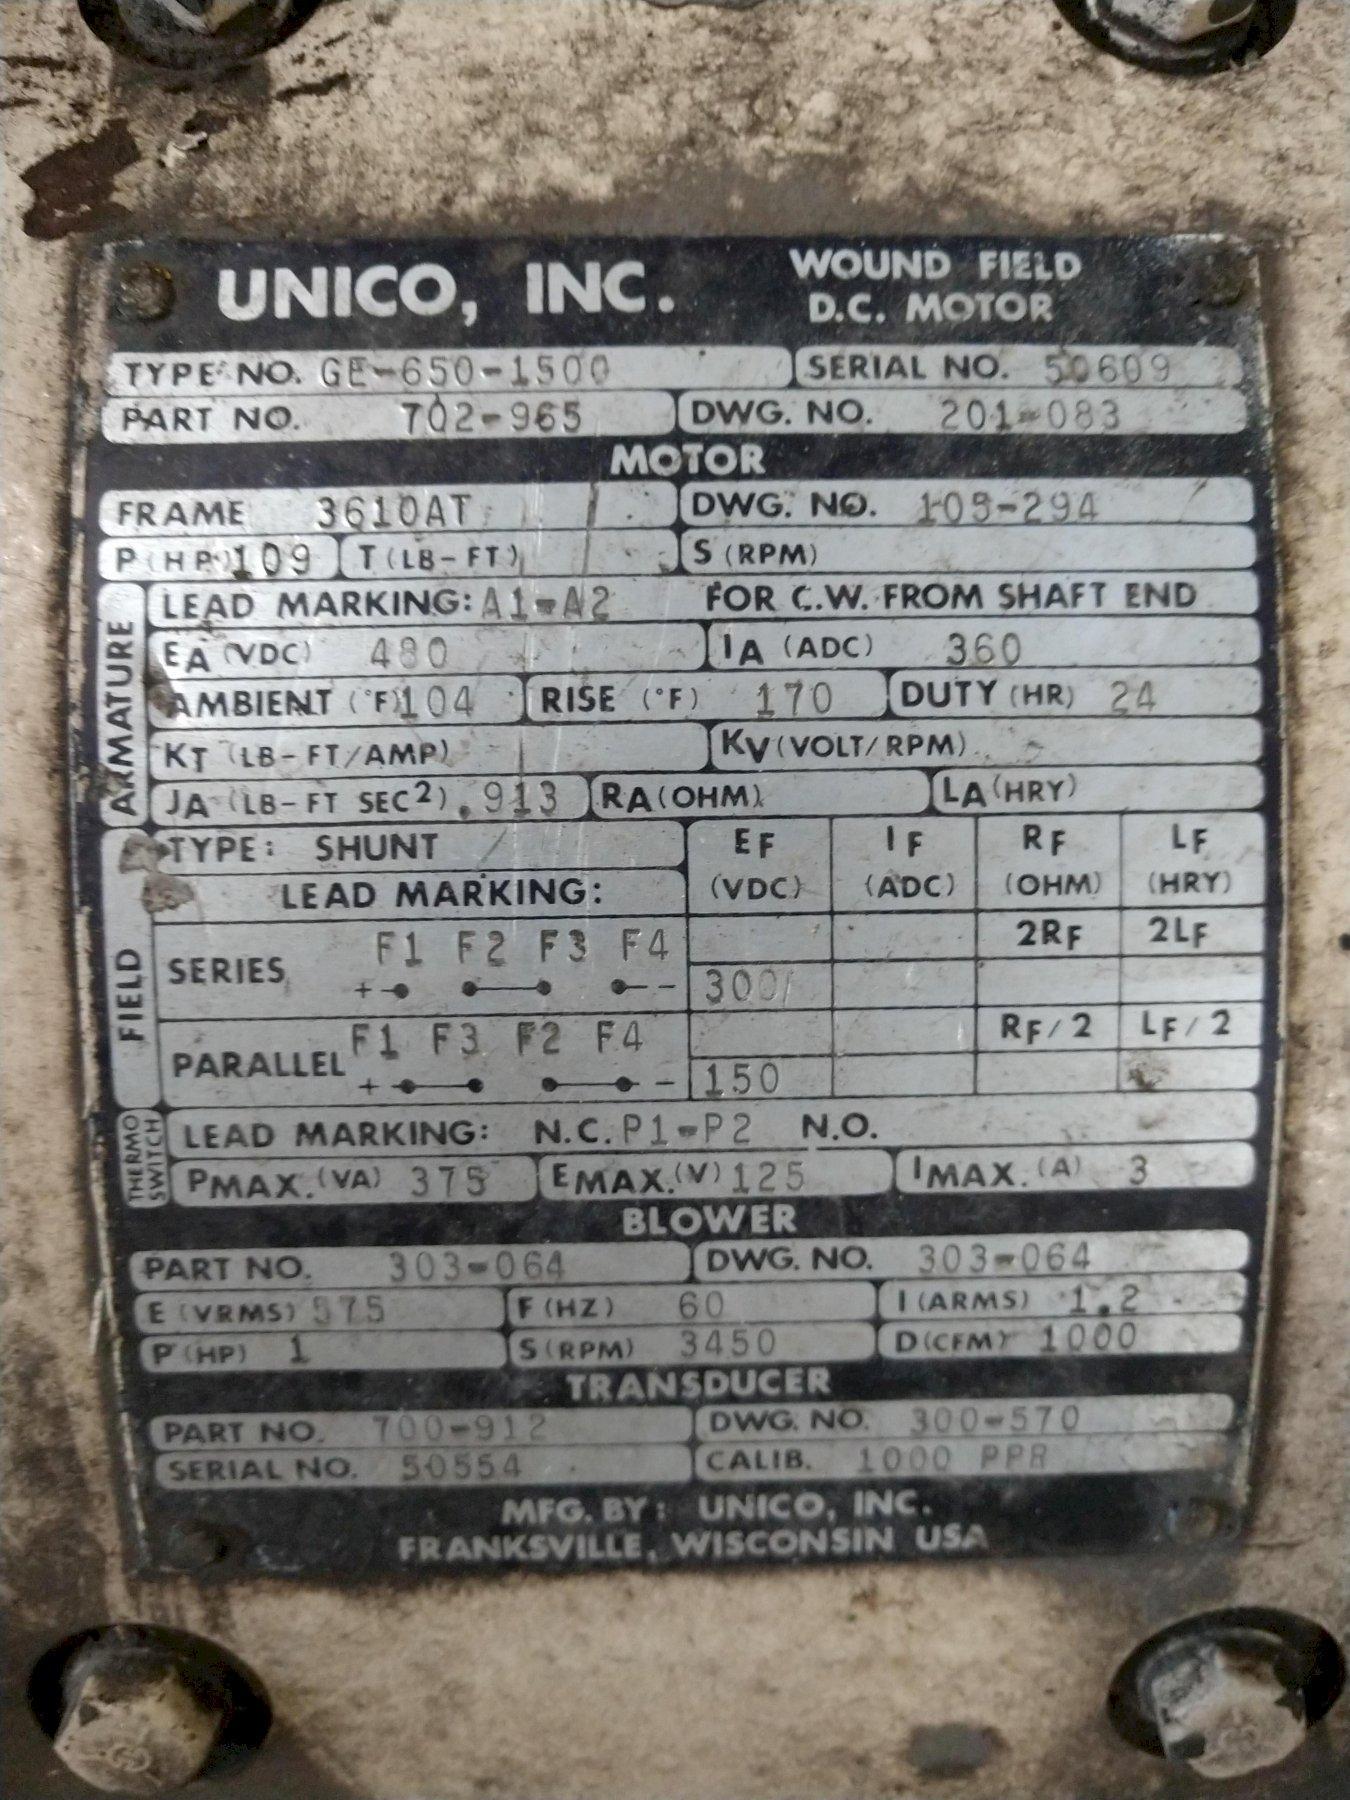 UNICO, INC. WOUND FIELD
D.C. MOTOR
TYPE NO. GE-650-1500 SERIAL NO. 50609
PART NO. 702-965 DWG. NO. 201-083
MOTOR
FRAME 3610AT DWG. NO. 109-294
P (HP) 109 T (LB-FT) S (RPM)
ARMATURE
LEAD MARKING: A1-A2 FOR C.W. FROM SHAFT END
EA (VDC) 480 IA (ADC) 360
AMBIENT (°F) 104 RISE (°F) 170 DUTY (HR) 24
KT (LB-FT/AMP) KV (VOLT/RPM)
JA (LB-FT SEC²) .913 RA (OHM) LA (HRY)
FIELD
TYPE: SHUNT EF IF RF LF
LEAD MARKING: (VDC) (ADC) (OHM) (HRY)
F1 F2 F3 F4 2RF 2LF
SERIES + - 300
F1 F3 F2 F4 RF/2 LF/2
PARALLEL + - 150
THERMO SWITCH
LEAD MARKING: N.C. P1-P2 N.O.
PMAX. (VA) 375 EMAX. (V) 125 IMAX. (A) 3
BLOWER
PART NO. 303-064 DWG. NO. 303-064
E (VRMS) 575 F (HZ) 60 I (ARMS) 1.2
P (HP) 1 S (RPM) 3450 D (CFM) 1000
TRANSDUCER
PART NO. 700-912 DWG. NO. 300-570
SERIAL NO. 50554 CALIB. 1000 PPR
MFG. BY: UNICO, INC.
FRANKSVILLE, WISCONSIN USA